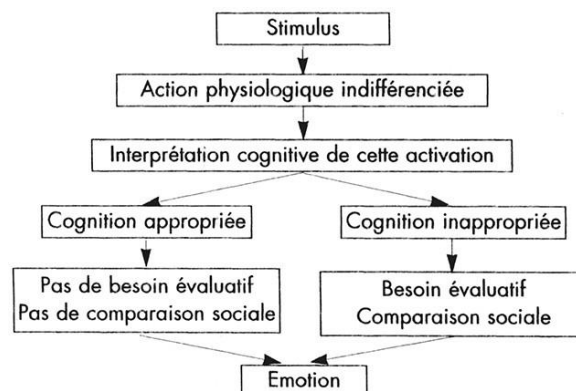 Stimulus
Action physiologique indifférenciée
Interprétation cognitive de cette activation
Cognition appropriée
Cognition inappropriée
Pas de besoin évaluatif
Pas de comparaison sociale
Besoin évaluatif
Comparaison sociale
Emotion